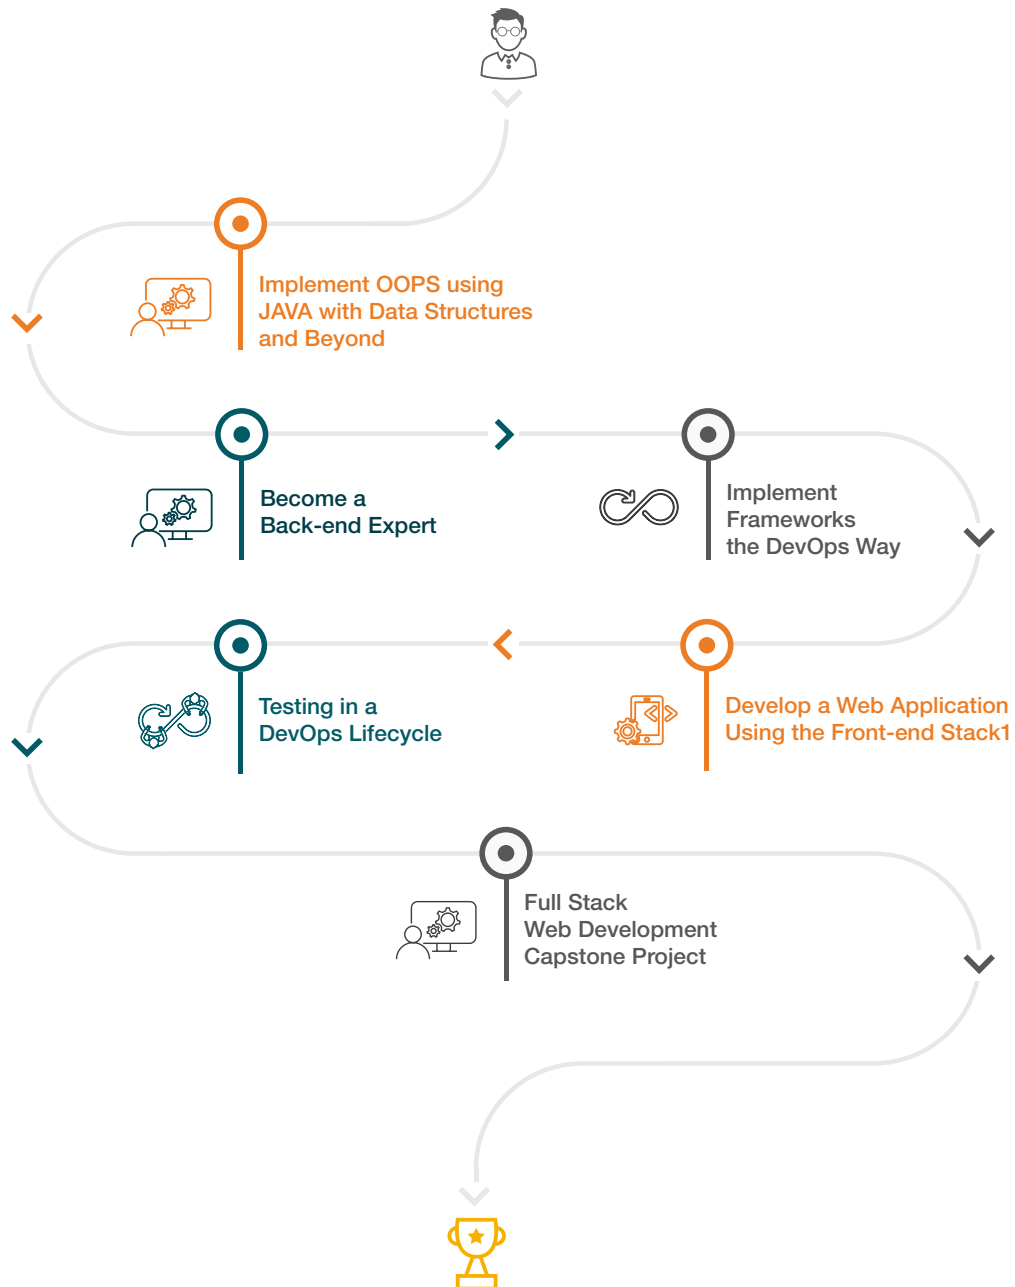 Implement OOPS using
JAVA with Data Structures
and Beyond
Become a
Back-end Expert
Implement
Frameworks
the DevOps Way
Develop a Web Application
Using the Front-end Stack1
Testing in a
DevOps Lifecycle
Full Stack
Web Development
Capstone Project